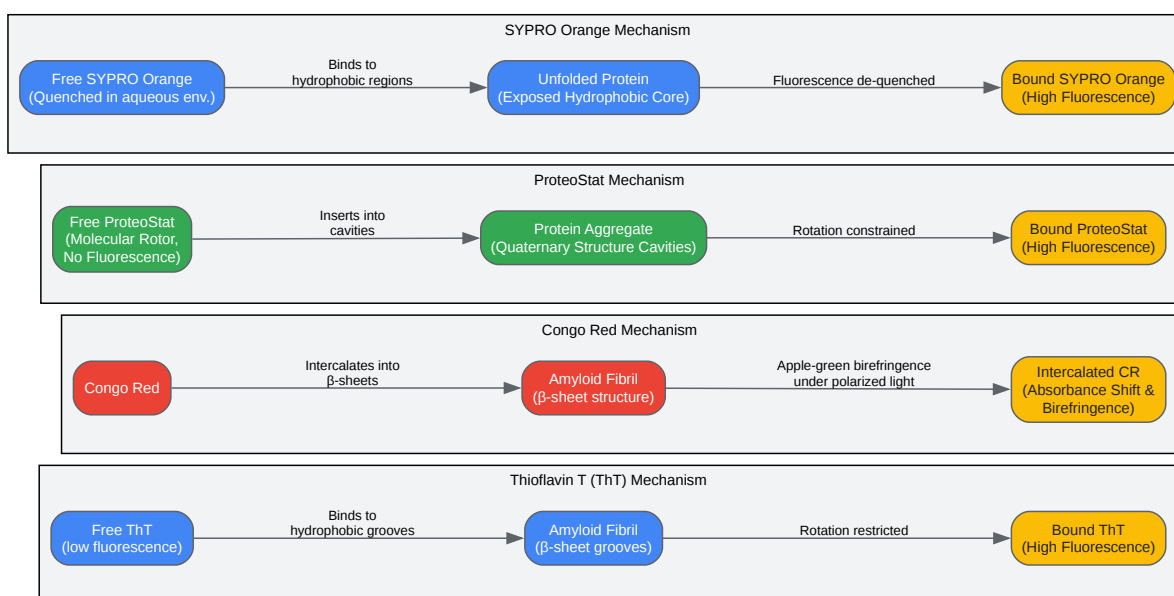 SYPRO Orange Mechanism
Free SYPRO Orange
(Quenched in aqueous env.)
Binds to
hydrophobic regions
Unfolded Protein
(Exposed Hydrophobic Core)
Fluorescence de-quenched
Bound SYPRO Orange
(High Fluorescence)
ProteoStat Mechanism
Free ProteoStat
(Molecular Rotor,
No Fluorescence)
Inserts into
cavities
Protein Aggregate
(Quaternary Structure Cavities)
Rotation constrained
Bound ProteoStat
(High Fluorescence)
Congo Red Mechanism
Congo Red
Intercalates into
β-sheets
Amyloid Fibril
(β-sheet structure)
Apple-green birefringence
under polarized light
Intercalated CR
(Absorbance Shift &
Birefringence)
Thioflavin T (ThT) Mechanism
Free ThT
(low fluorescence)
Binds to
hydrophobic grooves
Amyloid Fibril
(β-sheet grooves)
Rotation restricted
Bound ThT
(High Fluorescence)